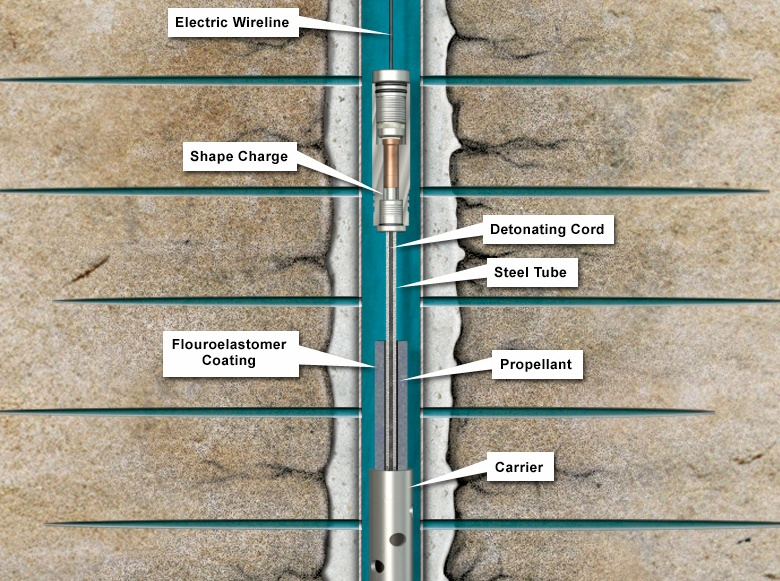 Electric Wireline
Shape Charge
Detonating Cord
Steel Tube
Flouroelastomer
Coating
Propellant
Carrier